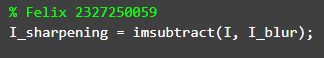 % Felix 2327250059
I_sharpening = imsubtract(I, I_blur);